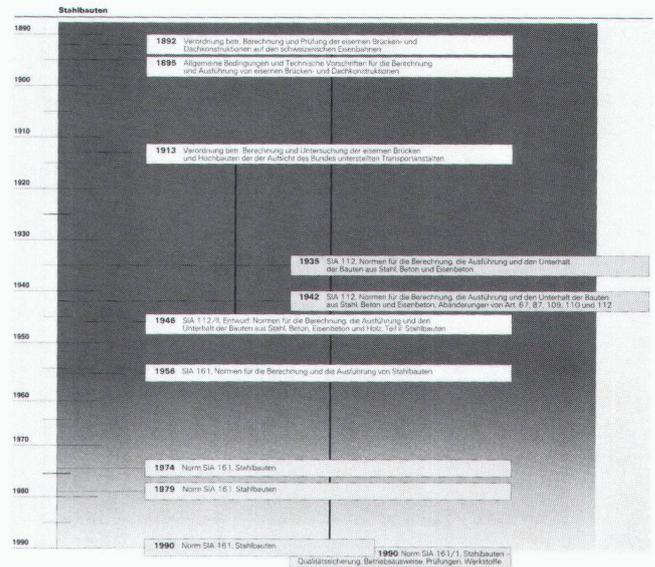 Stahlbauten
1890
1892 Verordnung betr. Berechnung und Prüfung der eisernen Brücken- und
Dachkonstruktionen auf den schweizerischen Eisenbahnen
1895 Allgemeine Bedingungen und Technische Vorschriften für die Berechnung
und Ausführung von eisernen Brücken- und Dachkonstruktionen
1900
1910
1913 Verordnung betr. Berechnung und Untersuchung der eisernen Brücken
und Hochbauten der der Aufsicht des Bundes unterstellten Transportanstalten
1920
1930
1935 SIA 112, Normen für die Berechnung, die Ausführung und den Unterhalt
der Bauten aus Stahl, Beton und Eisenbeton
1940
1942 SIA 112, Normen für die Berechnung, die Ausführung und den Unterhalt der Bauten
aus Stahl, Beton und Eisenbeton, Abänderungen von Art. 67, 87, 109, 110 und 112
1946 SIA 112/II, Entwurf: Normen für die Berechnung, die Ausführung und den
Unterhalt der Bauten aus Stahl, Beton, Eisenbeton und Holz, Teil II: Stahlbauten
1950
1956 SIA 161, Normen für die Berechnung und die Ausführung von Stahlbauten
1960
1970
1974 Norm SIA 161, Stahlbauten
1979 Norm SIA 161, Stahlbauten
1980
1990
1990 Norm SIA 161, Stahlbauten
1990 Norm SIA 161/1, Stahlbauten –
Qualitätssicherung, Betriebsausweise, Prüfungen, Werkstoffe